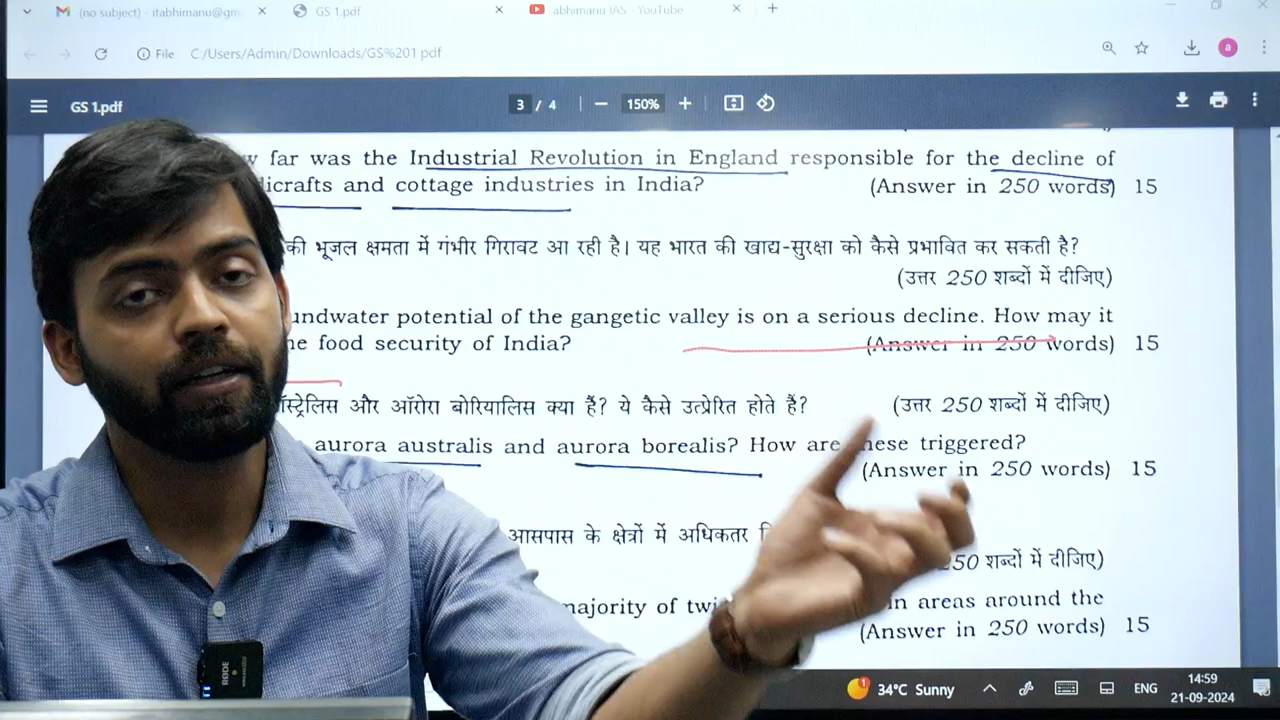 (no subject) - itabhimanu@gm
GS 1.pdf
abhimanu IAS - YouTube
File C:/Users/Admin/Downloads/GS%201.pdf
a
GS 1.pdf
3 / 4
150%
far was the Industrial Revolution in England responsible for the decline of
and cottage industries in India? (Answer in 250 words) 15
की भूजल क्षमता में गंभीर गिरावट आ रही है। यह भारत की खाद्य-सुरक्षा को कैसे प्रभावित कर सकती है?
(उत्तर 250 शब्दों में दीजिए)
potential of the gangetic valley is on a serious decline. How may it
food security of India? (Answer in 250 words) 15
और ऑरोरा बोरियालिस क्या हैं? ये कैसे उत्प्रेरित होते हैं? (उत्तर 250 शब्दों में दीजिए)
aurora australis and aurora borealis? How are these triggered?
(Answer in 250 words) 15
आसपास के क्षेत्रों में अधिकतर
शब्दों में दीजिए)
majority of in areas around the
(Answer in 250 words) 15
RØDE
1
34°C Sunny
ENG
14:59
21-09-2024